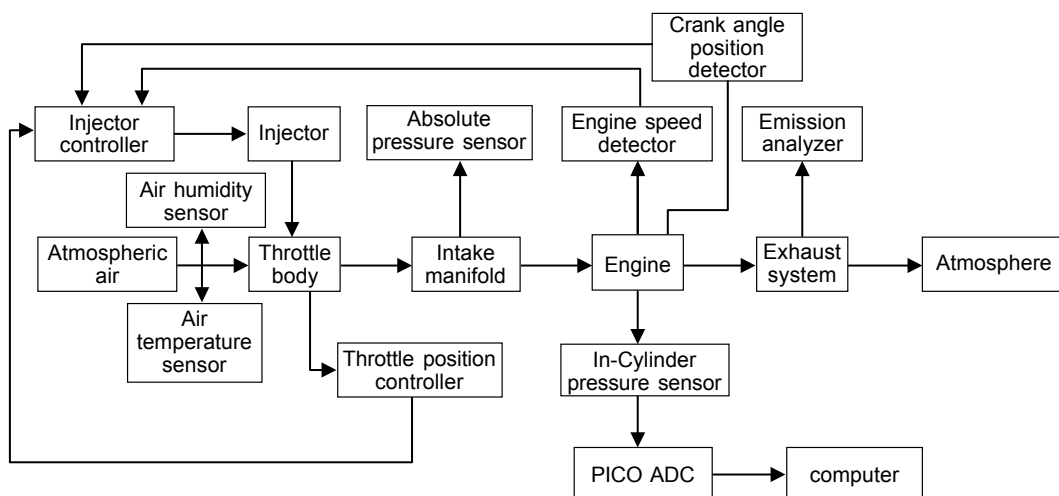 Crank angle
position
detector
Injector
controller
Injector
Absolute
pressure sensor
Engine speed
detector
Emission
analyzer
Air humidity
sensor
Atmospheric
air
Throttle
body
Intake
manifold
Engine
Exhaust
system
Atmosphere
Air
temperature
sensor
Throttle position
controller
In-Cylinder
pressure sensor
PICO ADC
computer